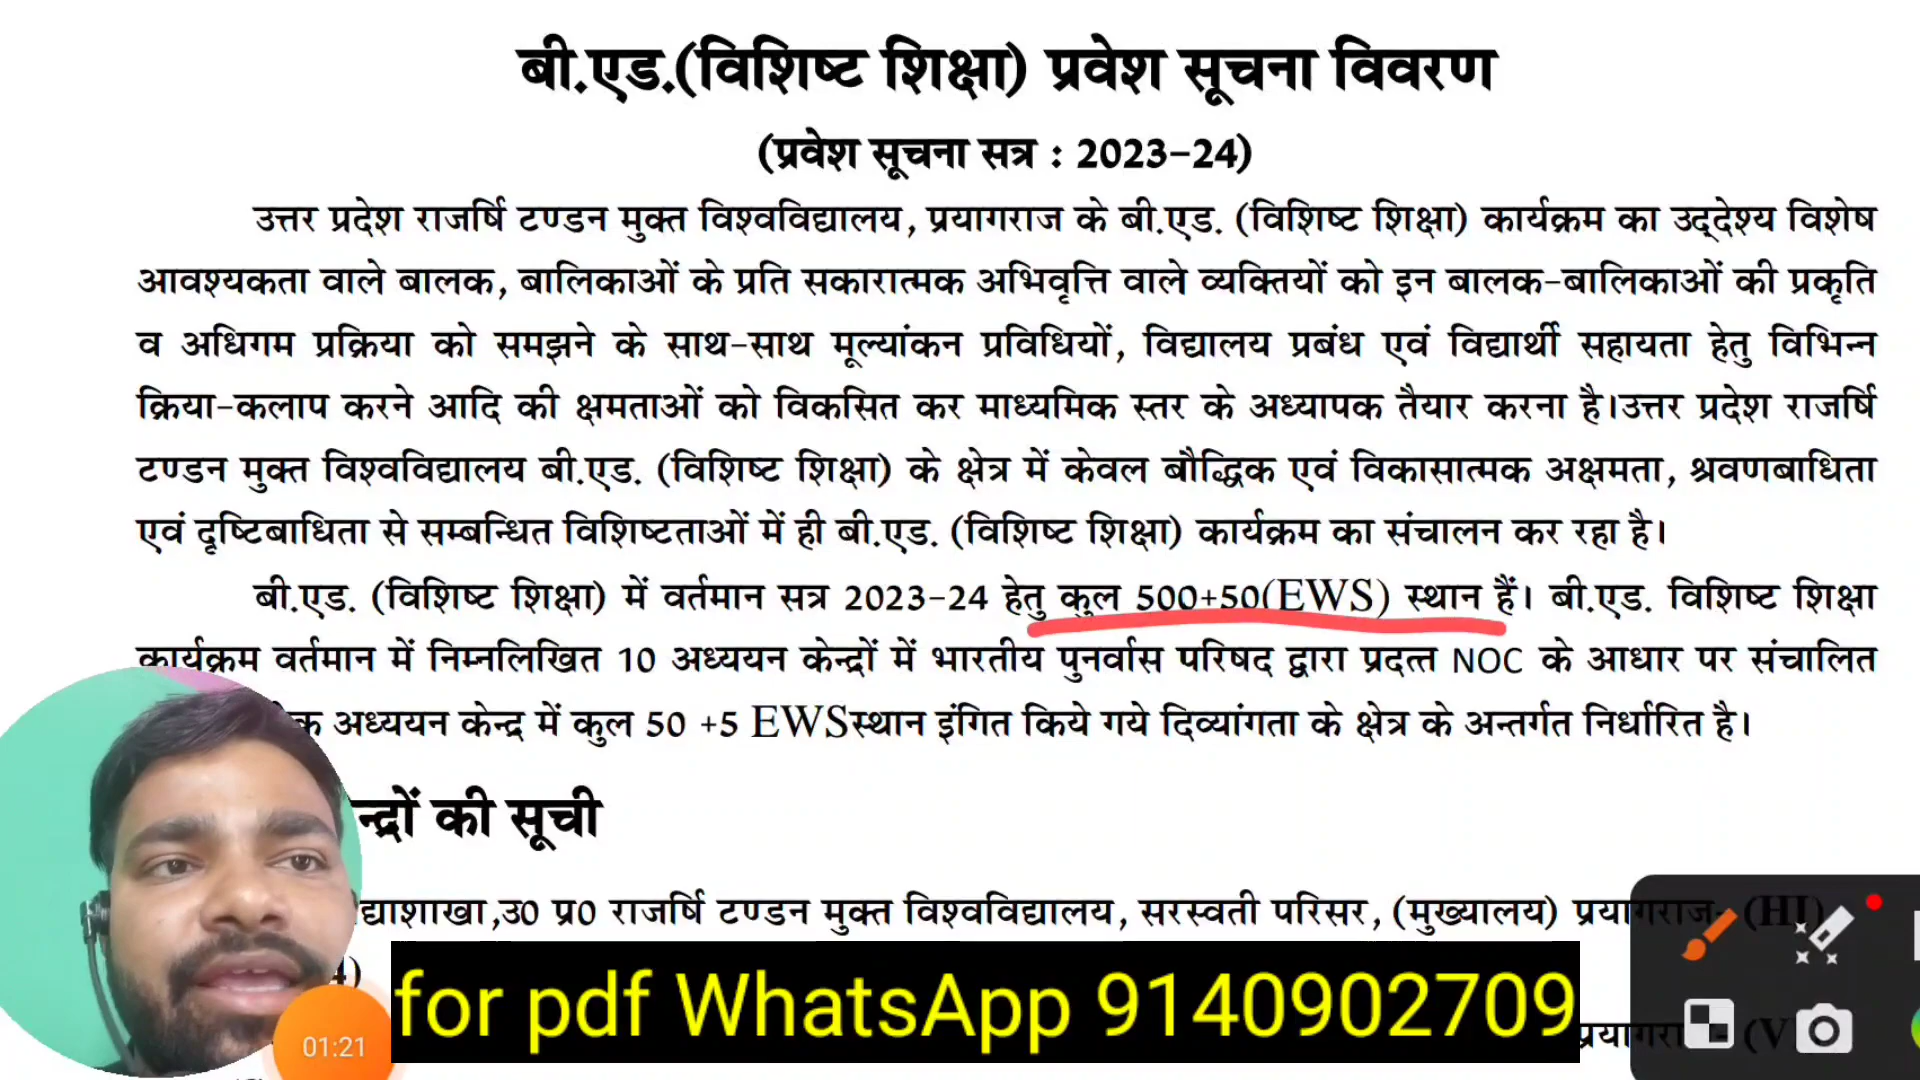 बी.एड.(विशिष्ट शिक्षा) प्रवेश सूचना विवरण
(प्रवेश सूचना सत्र : 2023-24)
उत्तर प्रदेश राजर्षि टण्डन मुक्त विश्वविद्यालय, प्रयागराज के बी.एड. (विशिष्ट शिक्षा) कार्यक्रम का उद्देश्य विशेष
आवश्यकता वाले बालक, बालिकाओं के प्रति सकारात्मक अभिवृत्ति वाले व्यक्तियों को इन बालक-बालिकाओं की प्रकृति
व अधिगम प्रक्रिया को समझने के साथ-साथ मूल्यांकन प्रविधियों, विद्यालय प्रबंध एवं विद्यार्थी सहायता हेतु विभिन्न
क्रिया-कलाप करने आदि की क्षमताओं को विकसित कर माध्यमिक स्तर के अध्यापक तैयार करना है।उत्तर प्रदेश राजर्षि
टण्डन मुक्त विश्वविद्यालय बी.एड. (विशिष्ट शिक्षा) के क्षेत्र में केवल बौद्धिक एवं विकासात्मक अक्षमता, श्रवणबाधिता
एवं दृष्टिबाधिता से सम्बन्धित विशिष्टताओं में ही बी.एड. (विशिष्ट शिक्षा) कार्यक्रम का संचालन कर रहा है।
बी.एड. (विशिष्ट शिक्षा) में वर्तमान सत्र 2023-24 हेतु कुल 500+50(EWS) स्थान हैं। बी.एड. विशिष्ट शिक्षा
कार्यक्रम वर्तमान में निम्नलिखित 10 अध्ययन केन्द्रों में भारतीय पुनर्वास परिषद द्वारा प्रदत्त NOC के आधार पर संचालित
अध्ययन केन्द्र में कुल 50 +5 EWSस्थान इंगित किये गये दिव्यांगता के क्षेत्र के अन्तर्गत निर्धारित है।
न्द्रों की सूची
द्याशाखा,उ0 प्र0 राजर्षि टण्डन मुक्त विश्वविद्यालय, सरस्वती परिसर, (मुख्यालय) प्रयागराज- (HI)
for pdf WhatsApp 9140902709
01:21